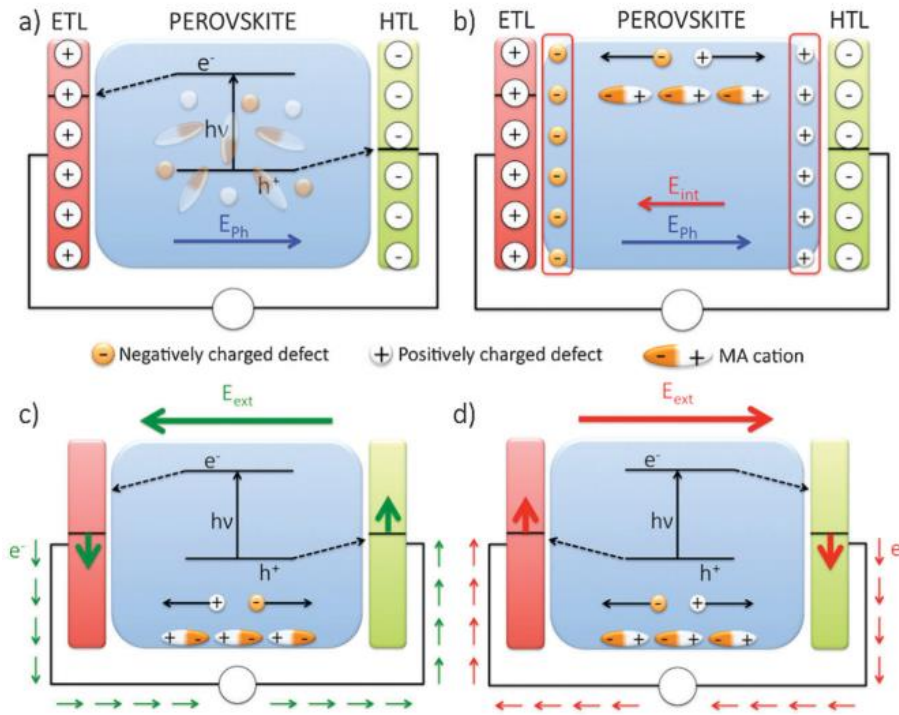 a) ETL PEROVSKITE HTL
+ e⁻ -
+ -
+ hν -
+ h⁺ -
+ E_Ph -
+ -
b) ETL PEROVSKITE HTL
+ - - + + -
+ - - + - + - + + -
+ - + -
+ - E_int + -
+ - E_Ph + -
+ - + -
- Negatively charged defect + Positively charged defect - + MA cation
c) E_ext
e⁻
hν
e⁻
h⁺
+ -
+ - + - + -
d) E_ext
e⁻
hν
e⁻
h⁺
- +
- + - + - +